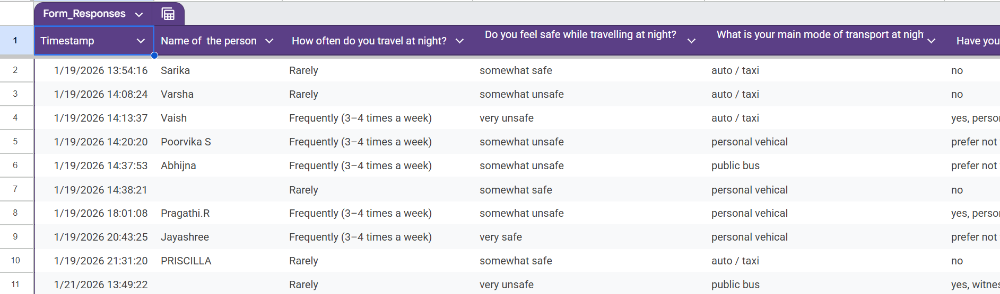 Form_Responses
1 Timestamp Name of the person How often do you travel at night? Do you feel safe while travelling at night? What is your main mode of transport at nigh Have you
2 1/19/2026 13:54:16 Sarika Rarely somewhat safe auto / taxi no
3 1/19/2026 14:08:24 Varsha Rarely somewhat unsafe auto / taxi no
4 1/19/2026 14:13:37 Vaish Frequently (3–4 times a week) very unsafe auto / taxi yes, perso
5 1/19/2026 14:20:20 Poorvika S Frequently (3–4 times a week) somewhat unsafe personal vehical prefer not
6 1/19/2026 14:37:53 Abhijna Frequently (3–4 times a week) somewhat unsafe public bus prefer not
7 1/19/2026 14:38:21 Rarely somewhat safe personal vehical no
8 1/19/2026 18:01:08 Pragathi.R Frequently (3–4 times a week) somewhat unsafe personal vehical yes, perso
9 1/19/2026 20:43:25 Jayashree Frequently (3–4 times a week) very safe personal vehical prefer not
10 1/19/2026 21:31:20 PRISCILLA Rarely somewhat safe auto / taxi no
11 1/21/2026 13:49:22 Rarely very unsafe public bus yes, witnes